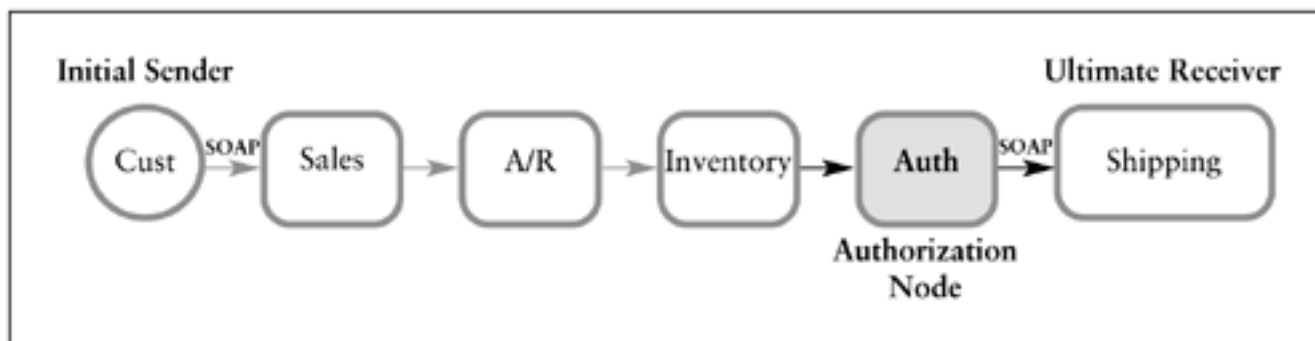 Initial Sender
Ultimate Receiver
Cust
SOAP
Sales
A/R
Inventory
Auth
SOAP
Shipping
Authorization
Node